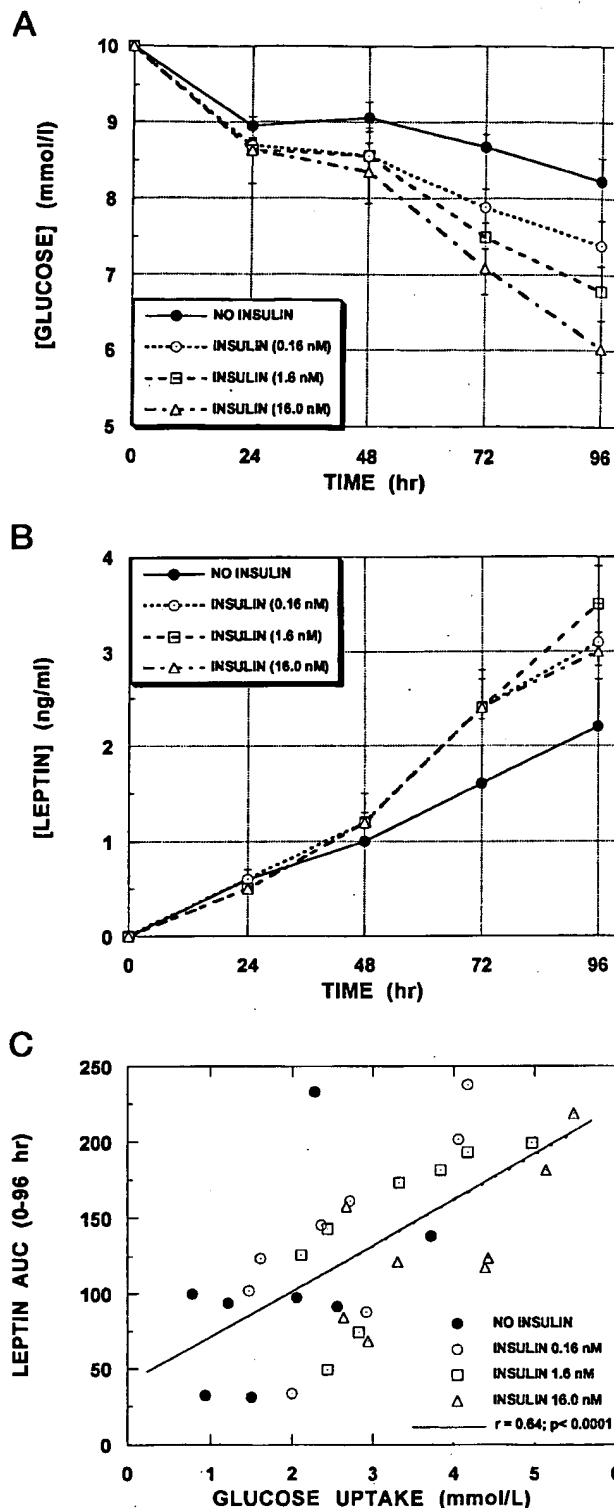 A
[GLUCOSE] (mmol/l)
10
9
8
7
6
5
NO INSULIN
INSULIN (0.16 nM)
INSULIN (1.6 nM)
INSULIN (16.0 nM)
0 24 48 72 96
TIME (hr)
B
[LEPTIN] (ng/ml)
4
3
2
1
0
NO INSULIN
INSULIN (0.16 nM)
INSULIN (1.6 nM)
INSULIN (16.0 nM)
0 24 48 72 96
TIME (hr)
C
LEPTIN AUC (0-96 hr)
250
200
150
100
50
0
NO INSULIN
INSULIN 0.16 nM
INSULIN 1.6 nM
INSULIN 16.0 nM
r = 0.64; p< 0.0001
0 1 2 3 4 5 6
GLUCOSE UPTAKE (mmol/L)